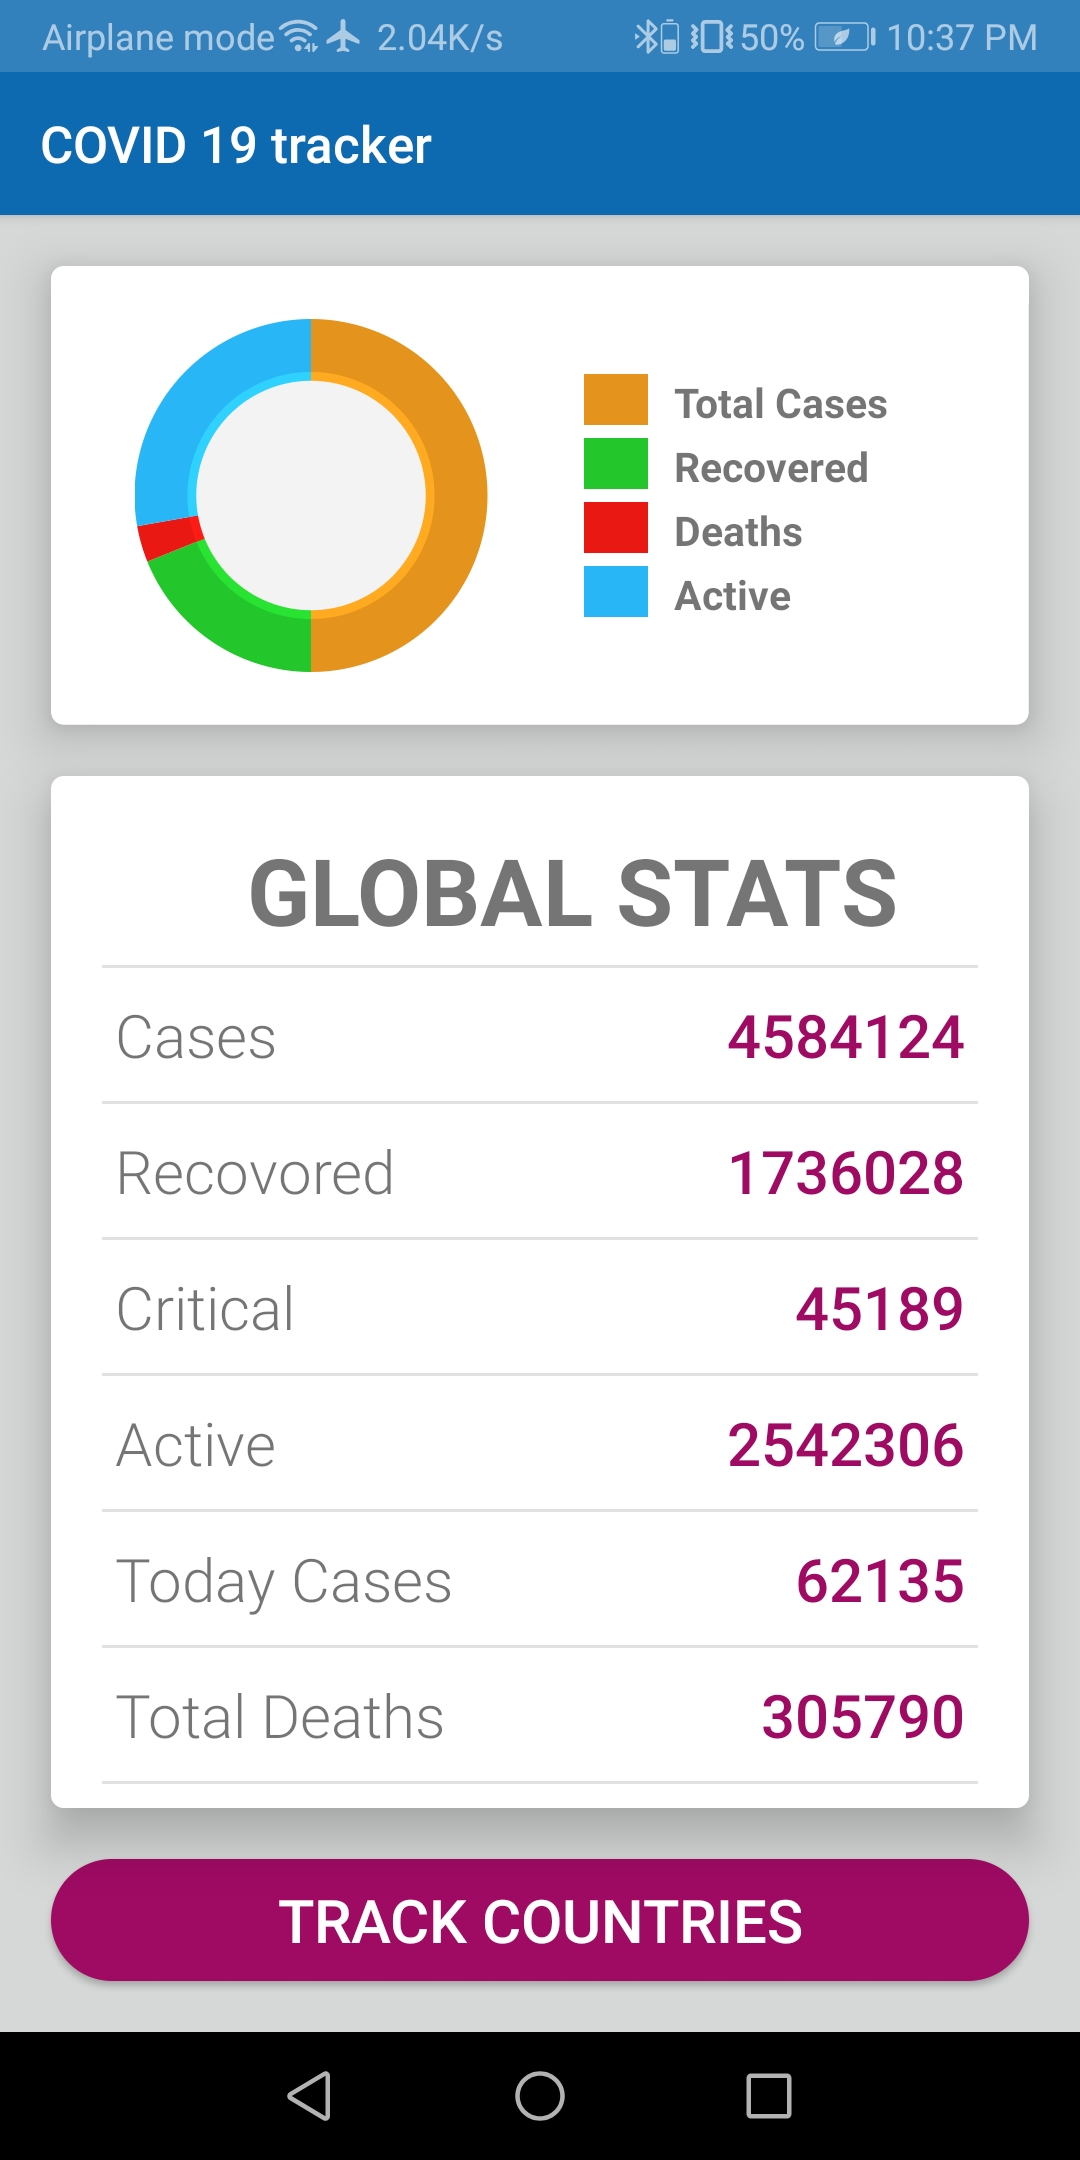 Airplane mode 2.04K/s 50% 10:37 PM
COVID 19 tracker
Total Cases
Recovered
Deaths
Active
GLOBAL STATS
Cases 4584124
Recovored 1736028
Critical 45189
Active 2542306
Today Cases 62135
Total Deaths 305790
TRACK COUNTRIES